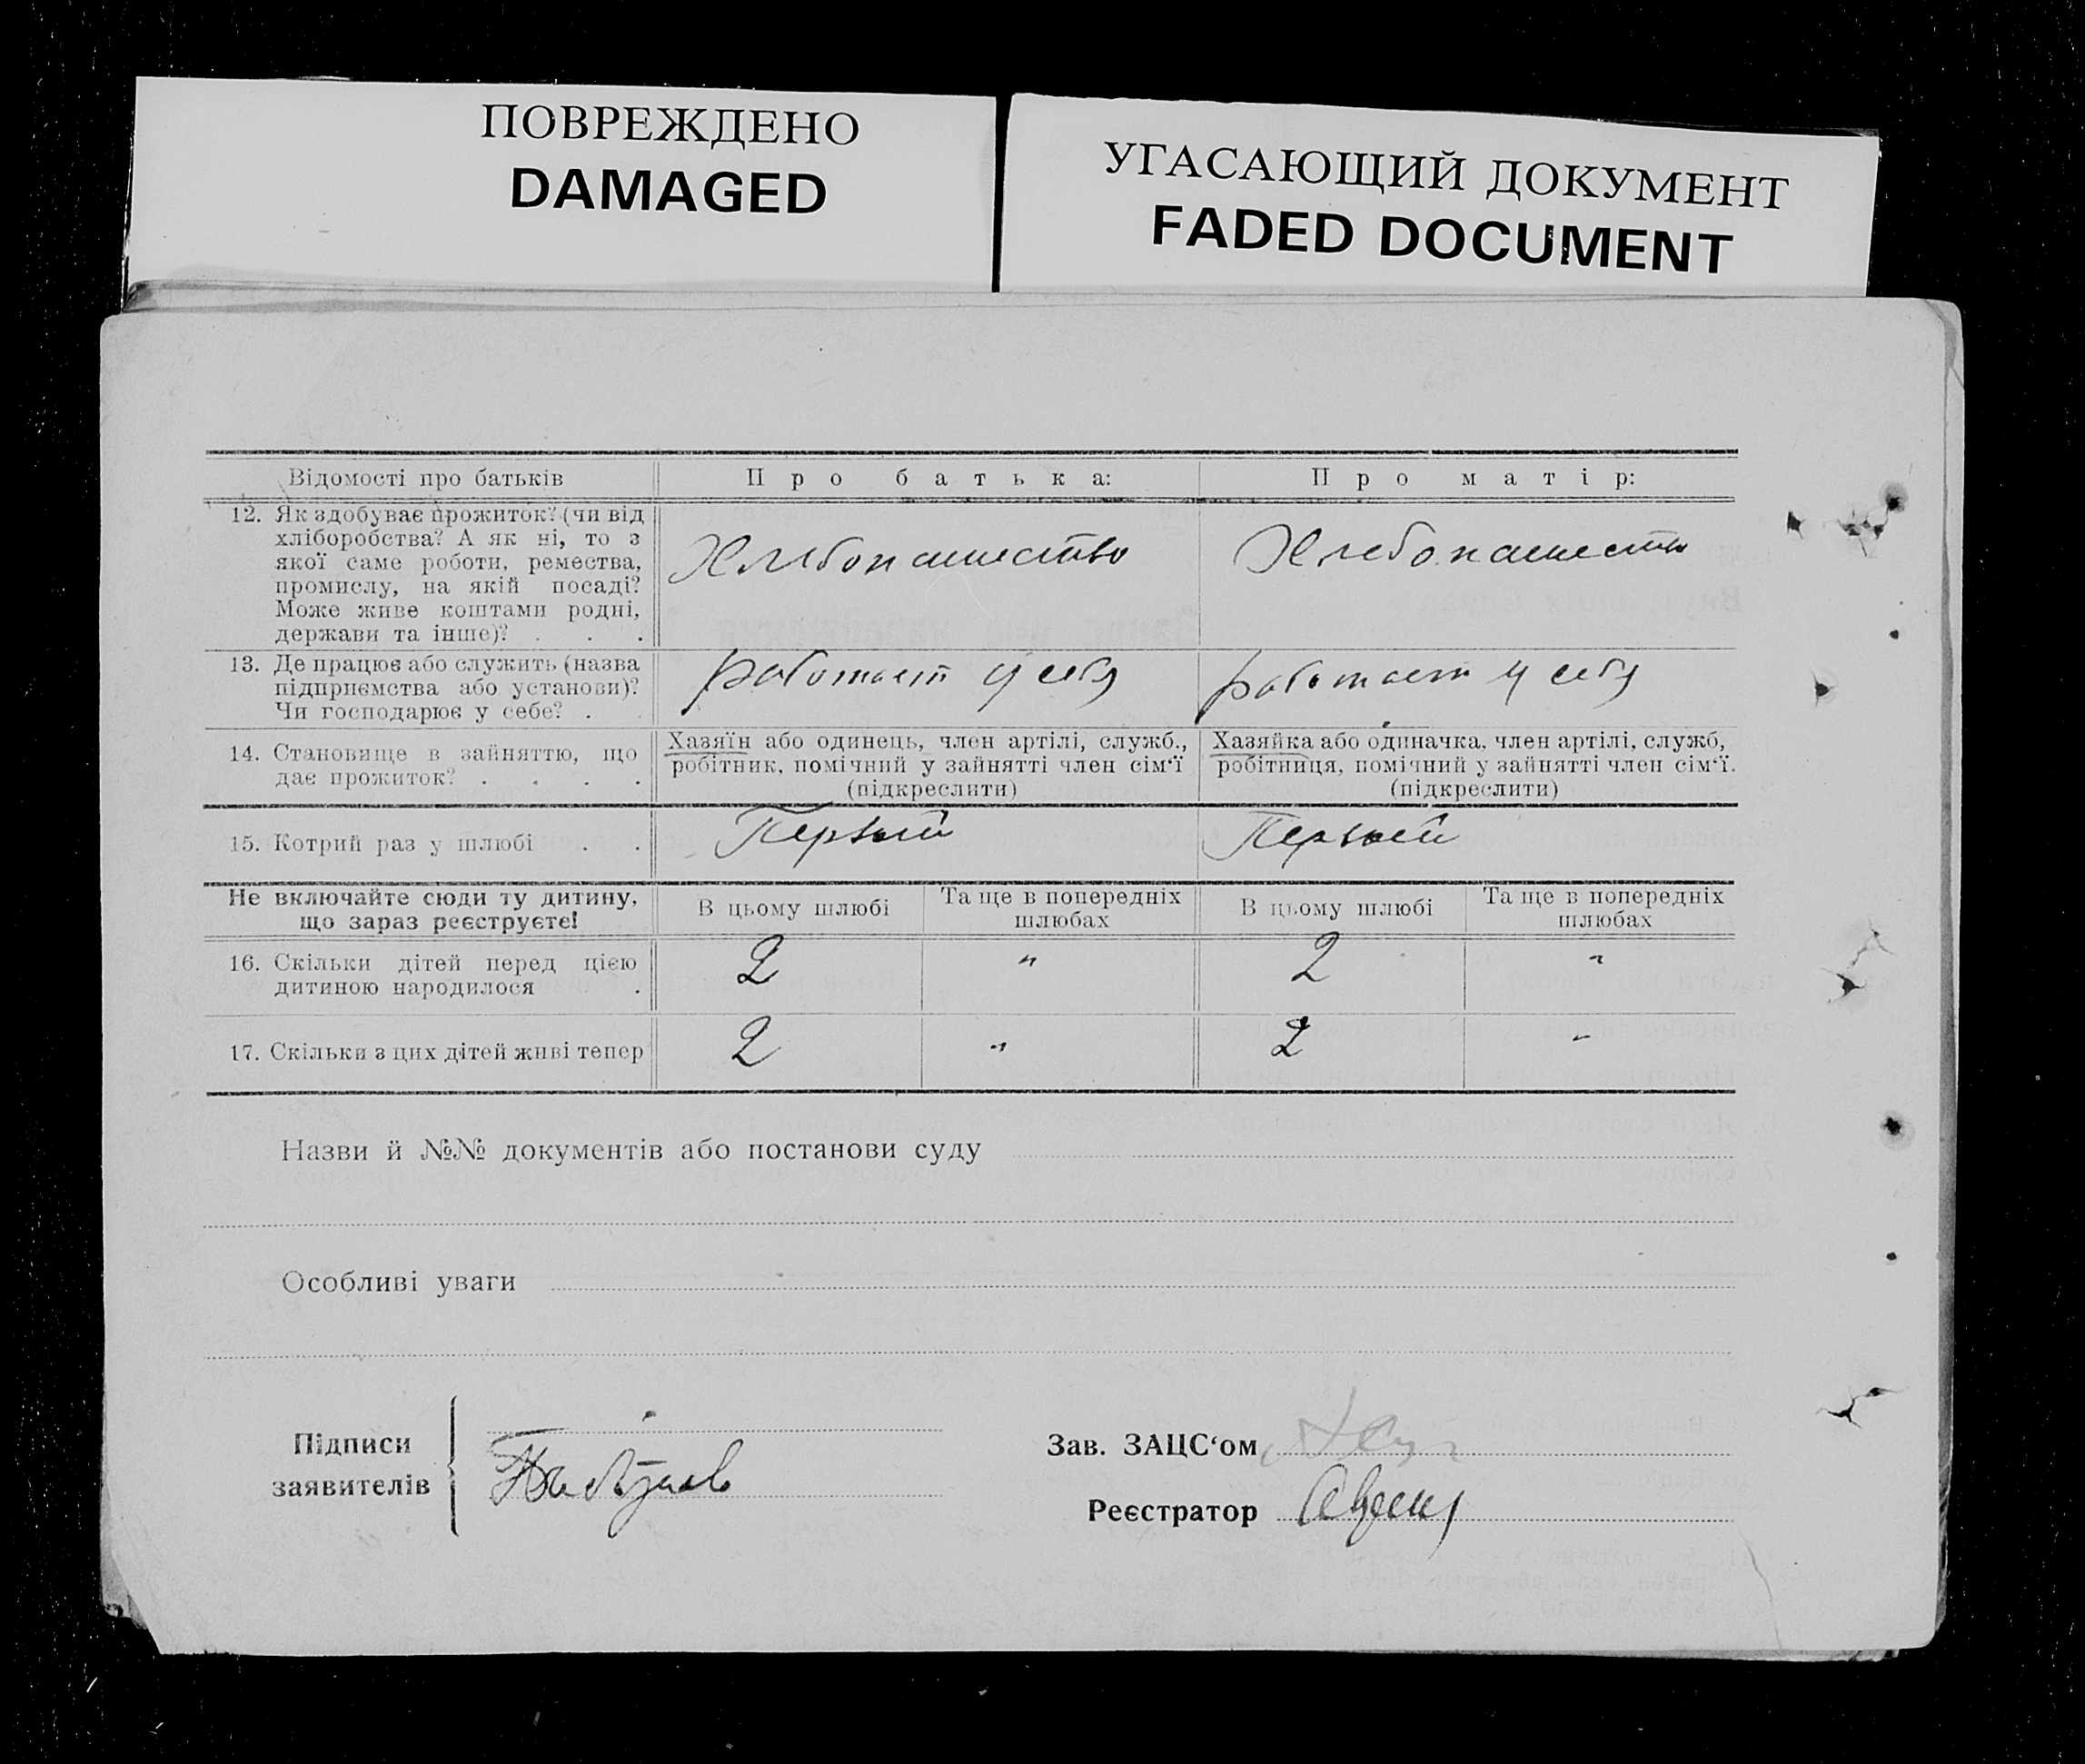 ПОВРЕЖДЕНО
DAMAGED
УГАСАЮЩИЙ ДОКУМЕНТ
FADED DOCUMENT
Відомості про батьків
Про батька:
Про матір:
12. Як здобуває прожиток? (чи від
хліборобства? А як ні, то з
якої саме роботи, ремества,
промислу, на якій посаді?
Може живе коштами родні,
держави та інше)? . . .
Хлебопашество
Хлебопашество
13. Де працює або служить (назва
підприємства або установи)?
Чи господарює у себе? .
работает у себя
работает у себя
14. Становище в зайняттю, що
дає прожиток? . . . .
Хазяїн або одинець, член артілі, служб.,
робітник, помічний у зайнятті член сім‘ї
(підкреслити)
Хазяйка або одиначка, член артілі, служб,
робітниця, помічний у зайнятті член сім‘ї.
(підкреслити)
15. Котрий раз у шлюбі . .
Первый
Первый
Не включайте сюди ту дитину,
що зараз реєструєте!
В цьому шлюбі
Та ще в попередніх
шлюбах
В цьому шлюбі
Та ще в попередніх
шлюбах
16. Скільки дітей перед цією
дитиною народилося .
2 „ 2 „
17. Скільки з цих дітей живі тепер
2 „ 2 -
Назви й №№ документів або постанови суду
Особливі уваги
Підписи
заявителів
Зав. ЗАЦС‘ом
Реєстратор